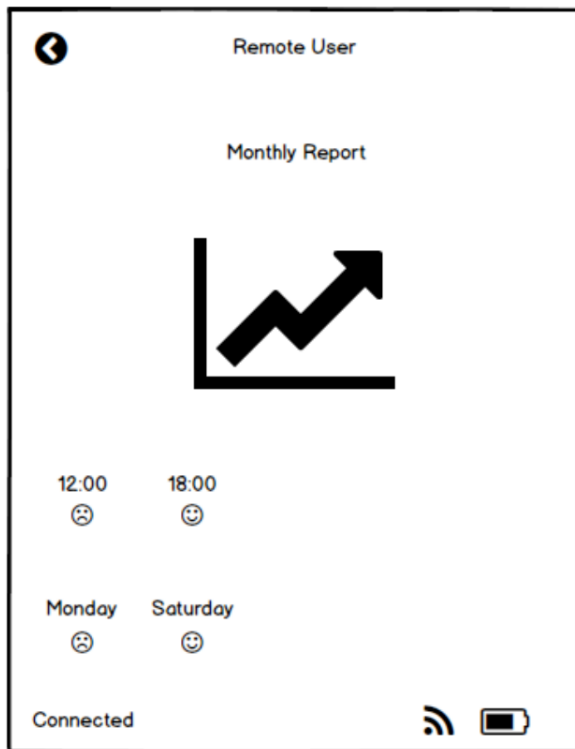 Remote User
Monthly Report
12:00 18:00
Monday Saturday
Connected